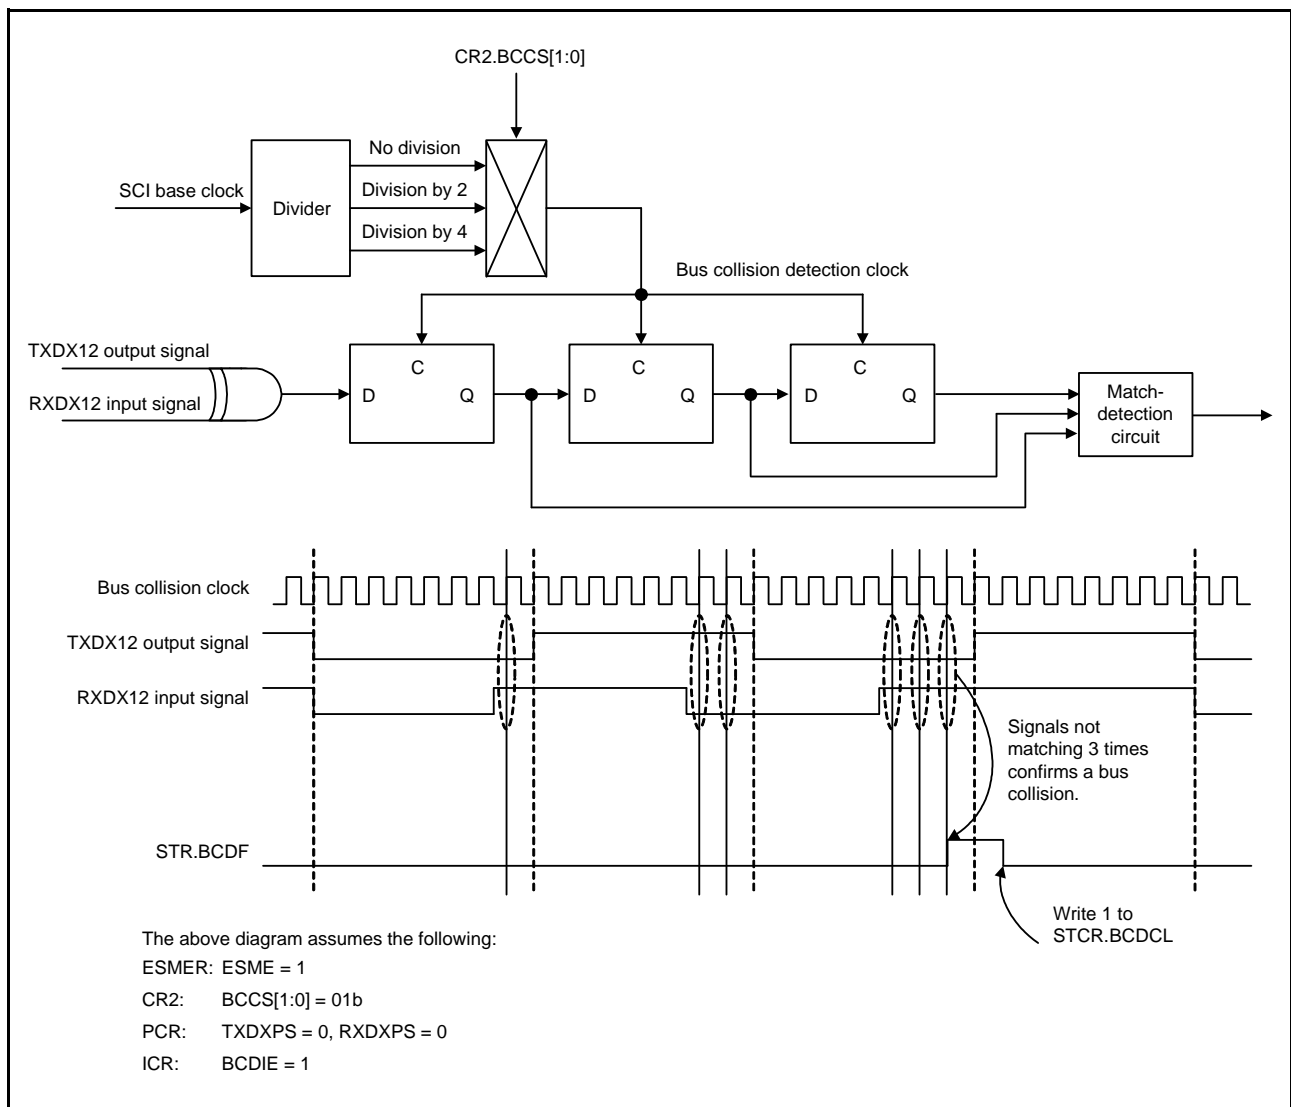 CR2.BCCS[1:0]
No division
SCI base clock
Division by 2
Divider
Division by 4
Bus collision detection clock
TXDX12 output signal
RXDX12 input signal
C
D
Q
C
D
Q
C
D
Q
Match-
detection
circuit
Bus collision clock
TXDX12 output signal
RXDX12 input signal
Signals not
matching 3 times
confirms a bus
collision.
STR.BCDF
Write 1 to
STCR.BCDCL
The above diagram assumes the following:
ESMER: ESME = 1
CR2: BCCS[1:0] = 01b
PCR: TXDXPS = 0, RXDXPS = 0
ICR: BCDIE = 1